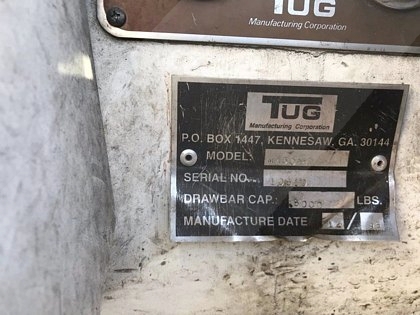 TUG
Manufacturing Corporation
TUG
Manufacturing Corporation
P.O. BOX 1447, KENNESAW, GA. 30144
MODEL:
SERIAL NO.
DRAWBAR CAP.: LBS.
MANUFACTURE DATE /